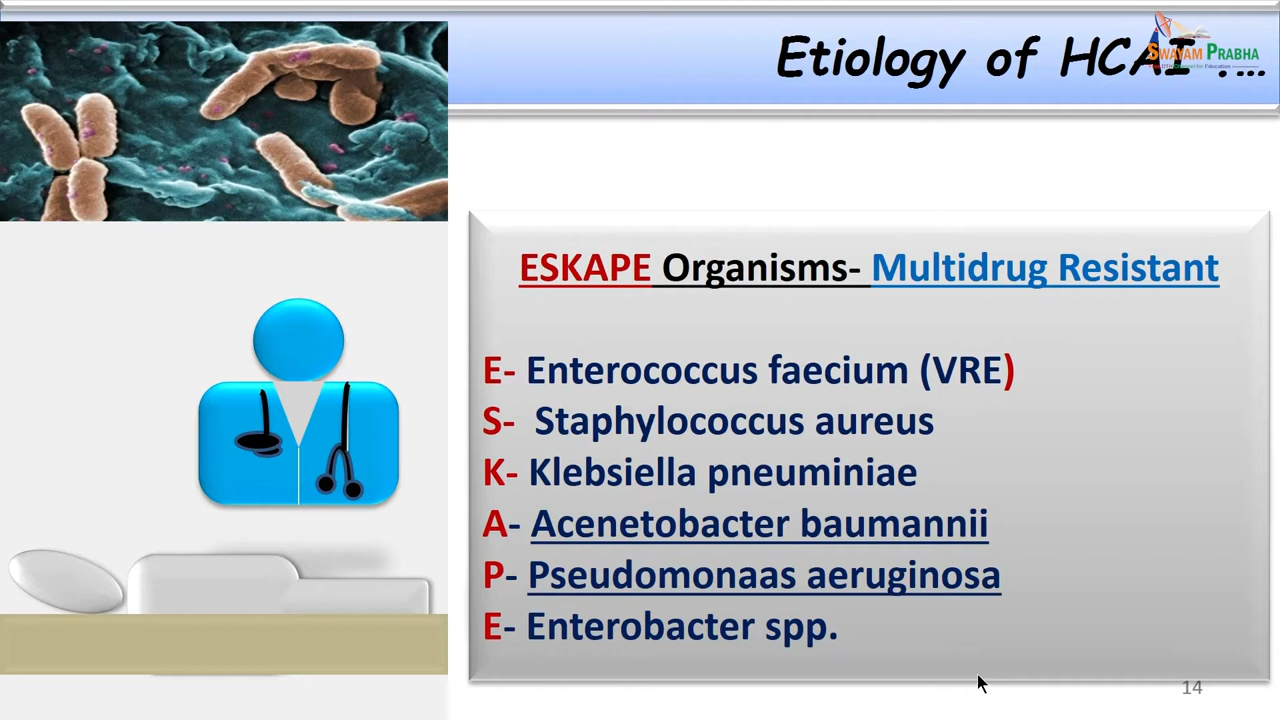 Etiology of HCAI :...
SWAYAM PRABHA
ESKAPE Organisms- Multidrug Resistant
E- Enterococcus faecium (VRE)
S- Staphylococcus aureus
K- Klebsiella pneuminiae
A- Acenetobacter baumannii
P- Pseudomonaas aeruginosa
E- Enterobacter spp.
14